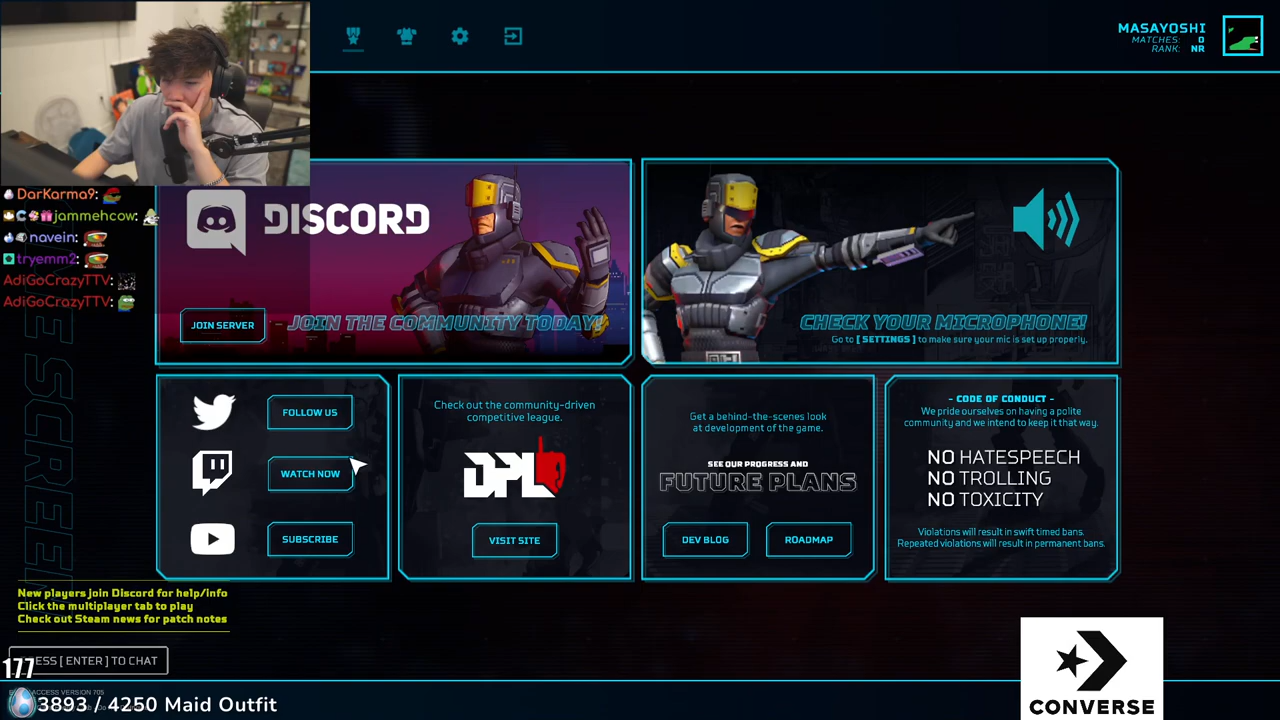 MASAYOSHI
MATCHES: 0
RANK: NR
DarKarma9:
jammehcow:
navein:
tryemm2:
AdiGoCrazyTTV:
AdiGoCrazyTTV:
DISCORD
JOIN SERVER
JOIN THE COMMUNITY TODAY!
CHECK YOUR MICROPHONE!
Go to [ SETTINGS ] to make sure your mic is set up properly.
FOLLOW US
WATCH NOW
SUBSCRIBE
Check out the community-driven
competitive league.
DPL
VISIT SITE
Get a behind-the-scenes look
at development of the game.
SEE OUR PROGRESS AND
FUTURE PLANS
DEV BLOG
ROADMAP
- CODE OF CONDUCT -
We pride ourselves on having a polite
community and we intend to keep it that way.
NO HATESPEECH
NO TROLLING
NO TOXICITY
Violations will result in swift timed bans.
Repeated violations will result in permanent bans.
E SCREEN
New players join Discord for help/info
Click the multiplayer tab to play
Check out Steam news for patch notes
177
ESS [ ENTER ] TO CHAT
ACCESS VERSION 705
3893 / 4250 Maid Outfit
CONVERSE